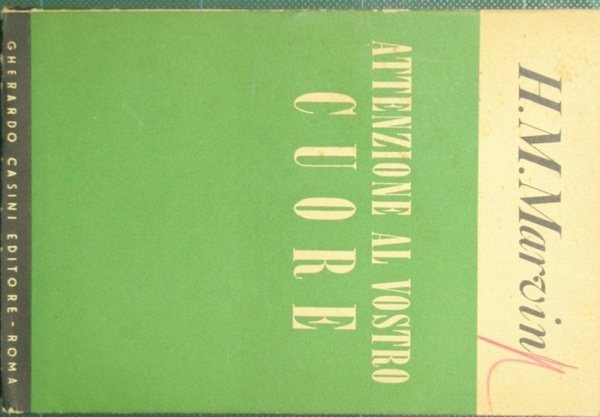 H. M. Marvin
ATTENZIONE AL VOSTRO
CUORE
GHERARDO CASINI EDITORE - ROMA